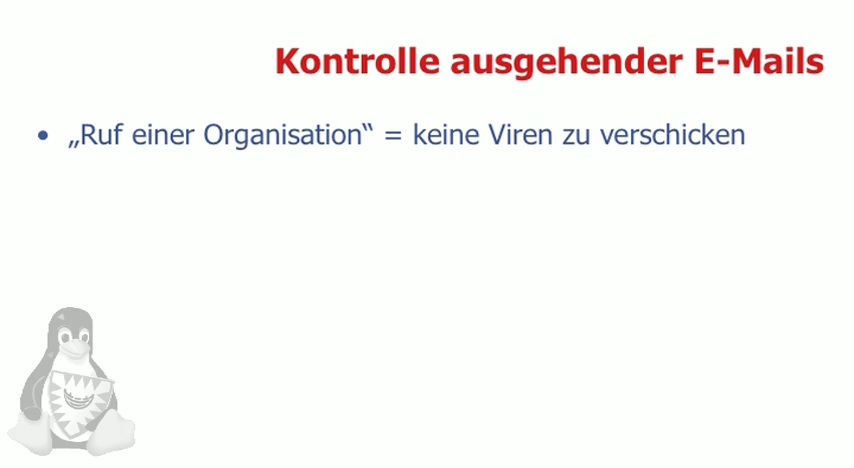 Kontrolle ausgehender E-Mails
• „Ruf einer Organisation“ = keine Viren zu verschicken